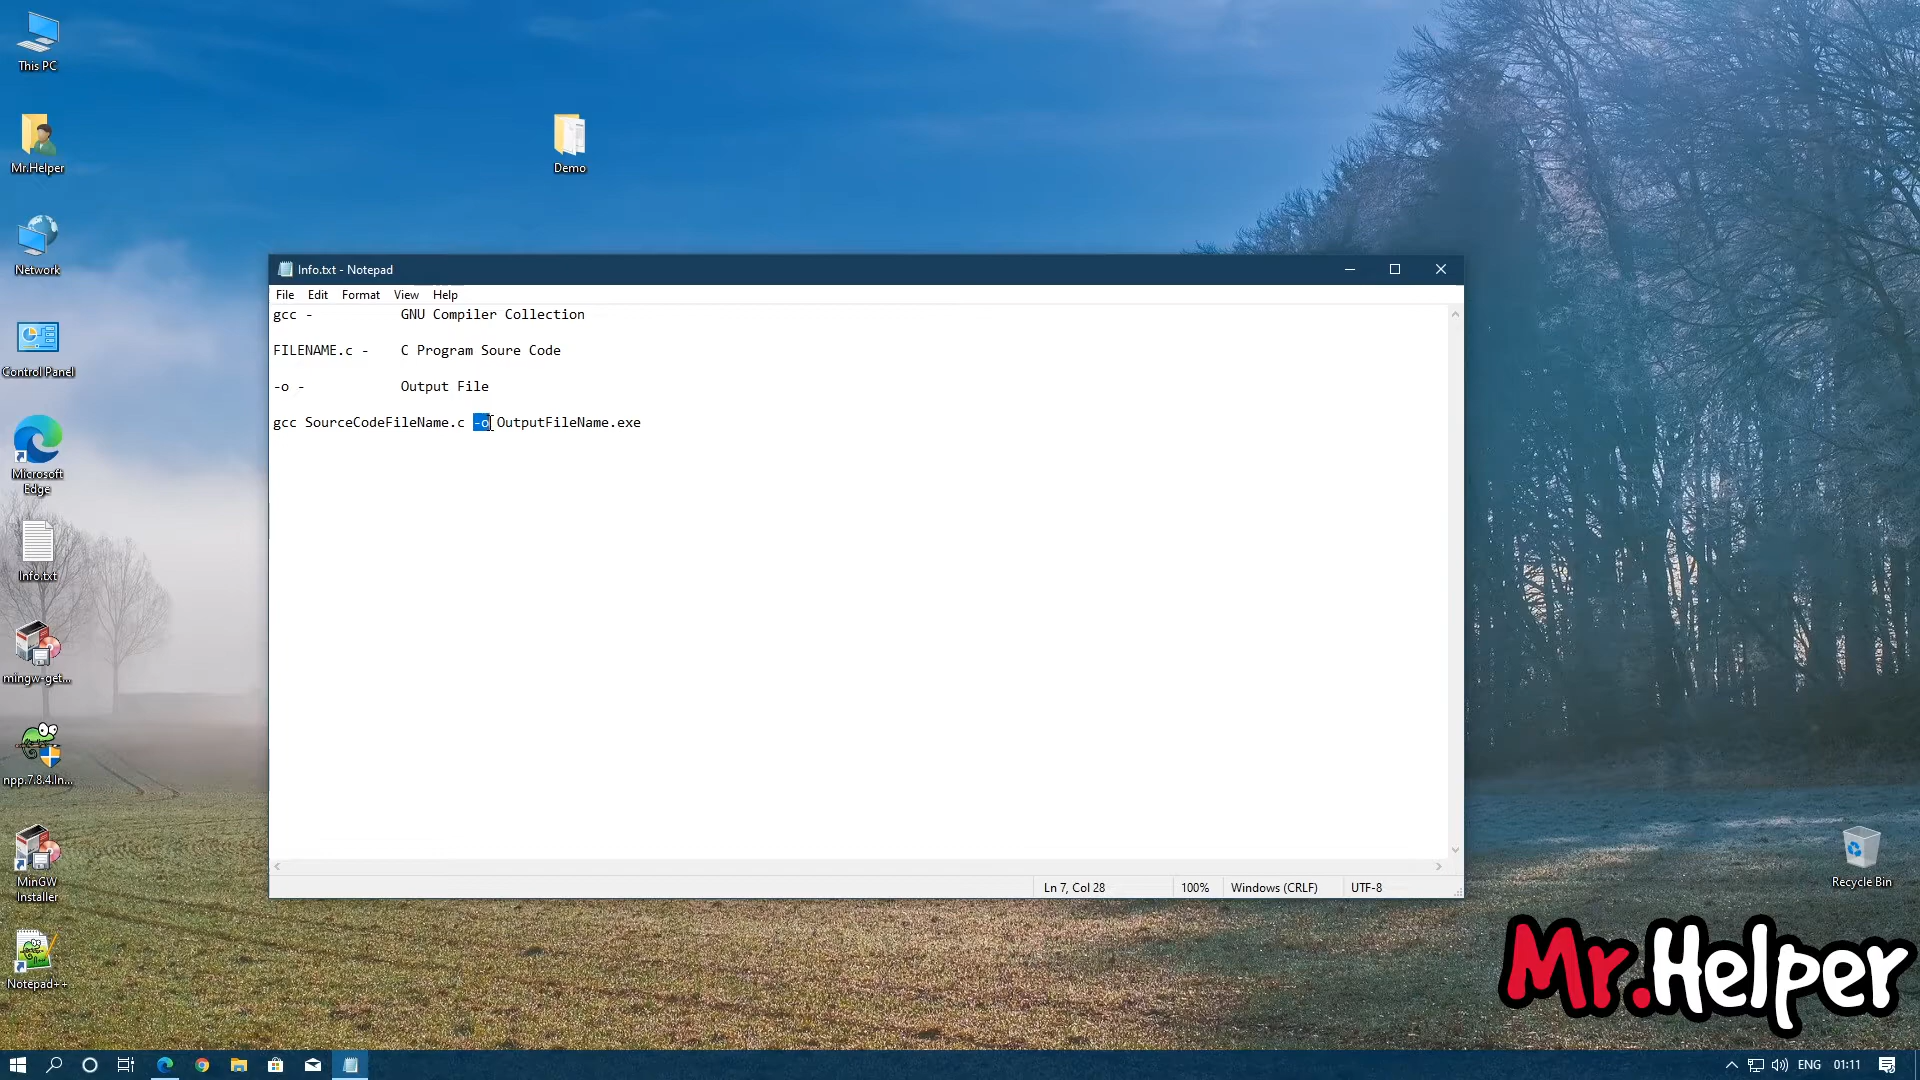 This PC
Mr.Helper
Network
Control Panel
Microsoft
Edge
Info.txt
mingw-get...
npp.7.8.4.In...
MinGW
Installer
Notepad++
Demo
Info.txt - Notepad
File Edit Format View Help
gcc - GNU Compiler Collection
FILENAME.c - C Program Soure Code
-o - Output File
gcc SourceCodeFileName.c -o OutputFileName.exe
Ln 7, Col 28 100% Windows (CRLF) UTF-8
Recycle Bin
Mr.Helper
ENG 01:11